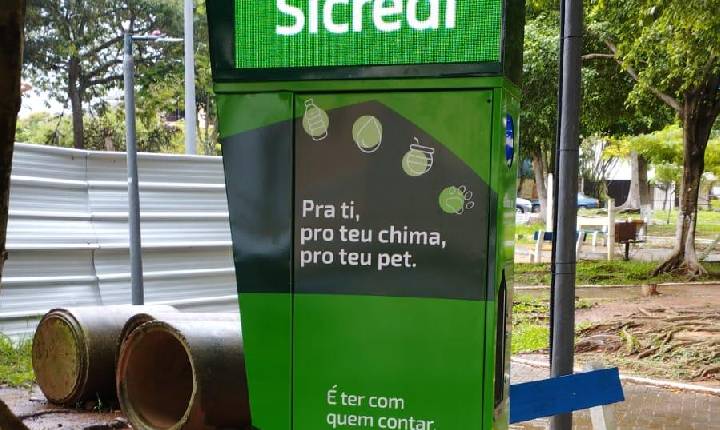 Sicredi
Pra ti,
pro teu chima,
pro teu pet.
É ter com
quem contar.